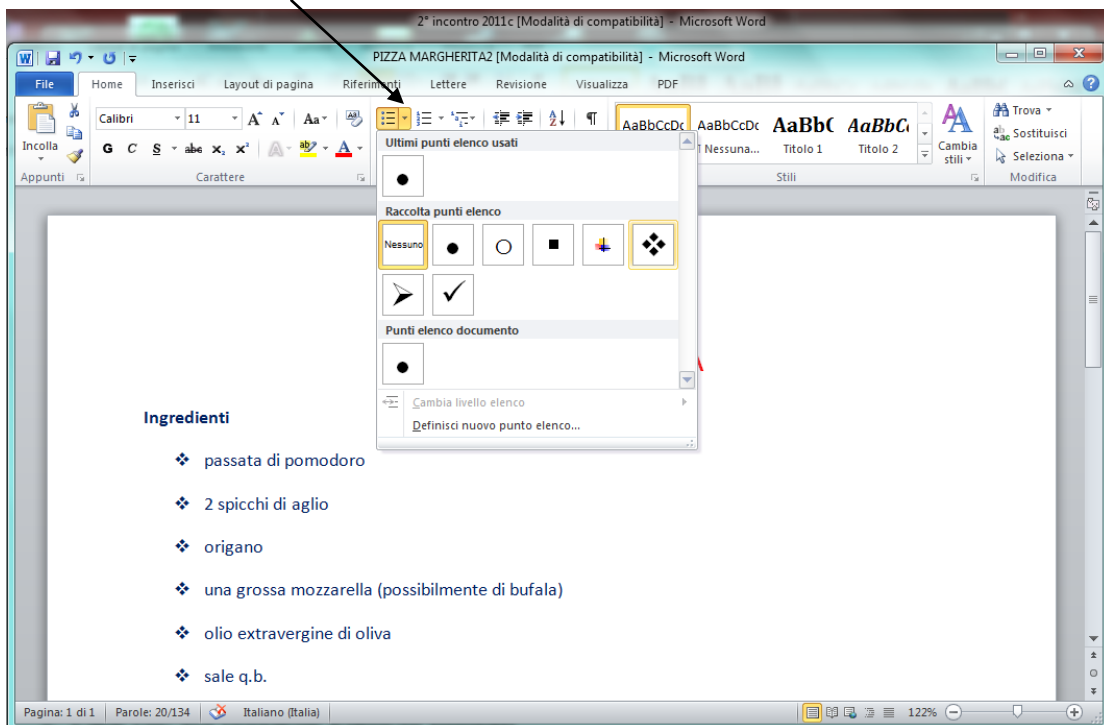 2° incontro 2011c [Modalità di compatibilità] - Microsoft Word
PIZZA MARGHERITA2 [Modalità di compatibilità] - Microsoft Word
File Home Inserisci Layout di pagina Riferimenti Lettere Revisione Visualizza PDF
Incolla
Appunti
Calibri 11 A A Aa
G C S abc x₂ x² A ab A
Carattere
AaBbCcDc AaBbCcDc AaBbC AaBbC
Nessuna... Titolo 1 Titolo 2
Cambia stili
Stili
Trova
Sostituisci
Seleziona
Modifica
Ultimi punti elenco usati
Raccolta punti elenco
Nessuno
Punti elenco documento
Cambia livello elenco
Definisci nuovo punto elenco...
Ingredienti
❖ passata di pomodoro
❖ 2 spicchi di aglio
❖ origano
❖ una grossa mozzarella (possibilmente di bufala)
❖ olio extravergine di oliva
❖ sale q.b.
Pagina: 1 di 1 Parole: 20/134 Italiano (Italia) 122%